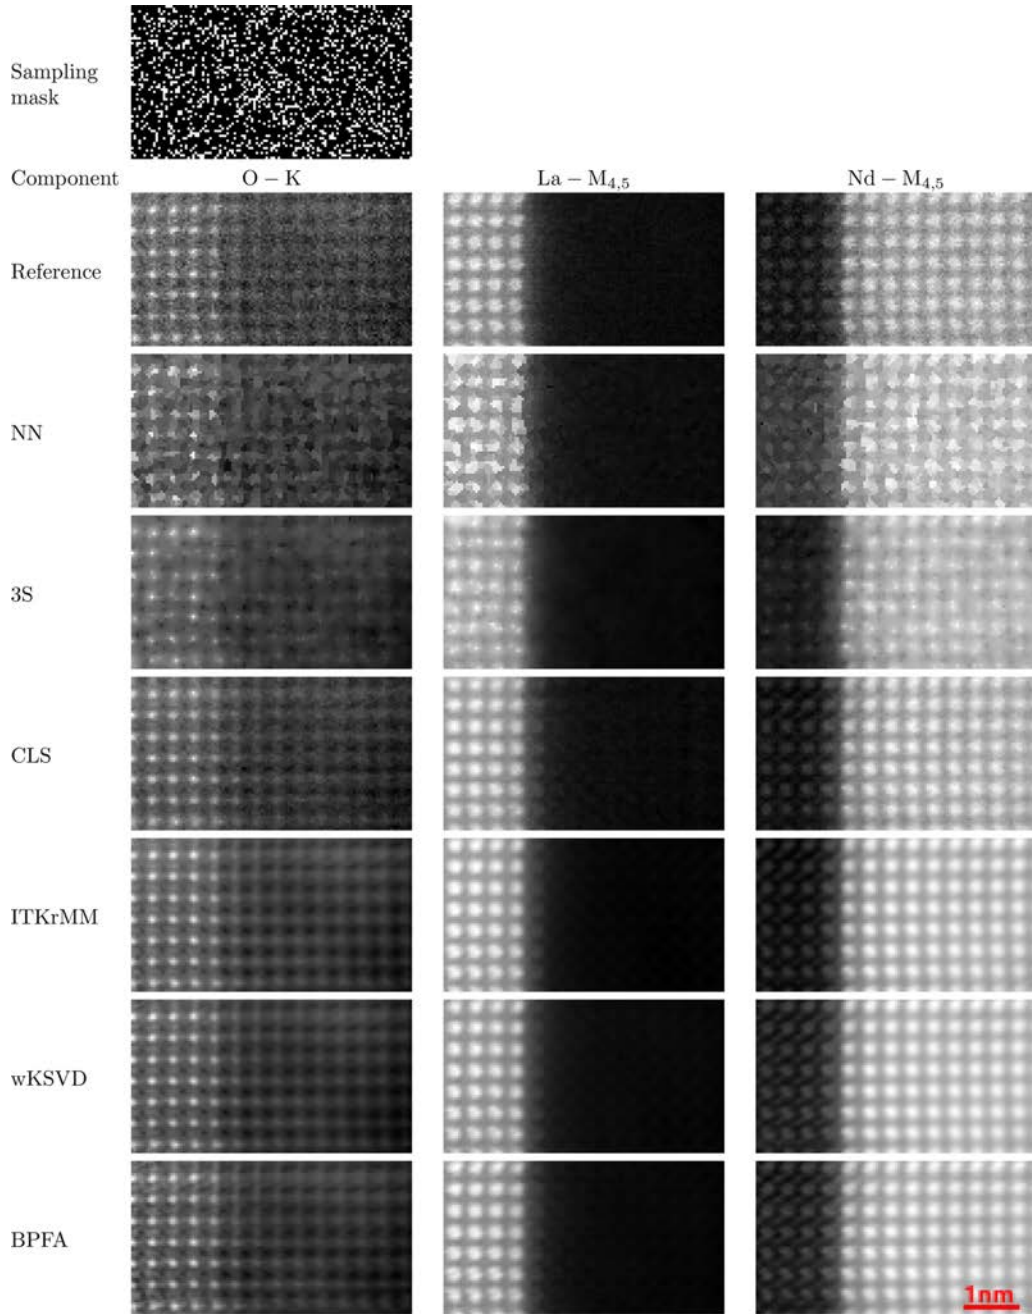 Sampling
mask
Component O – K La – M4,5 Nd – M4,5
Reference
NN
3S
CLS
ITKrMM
wKSVD
BPFA
1nm